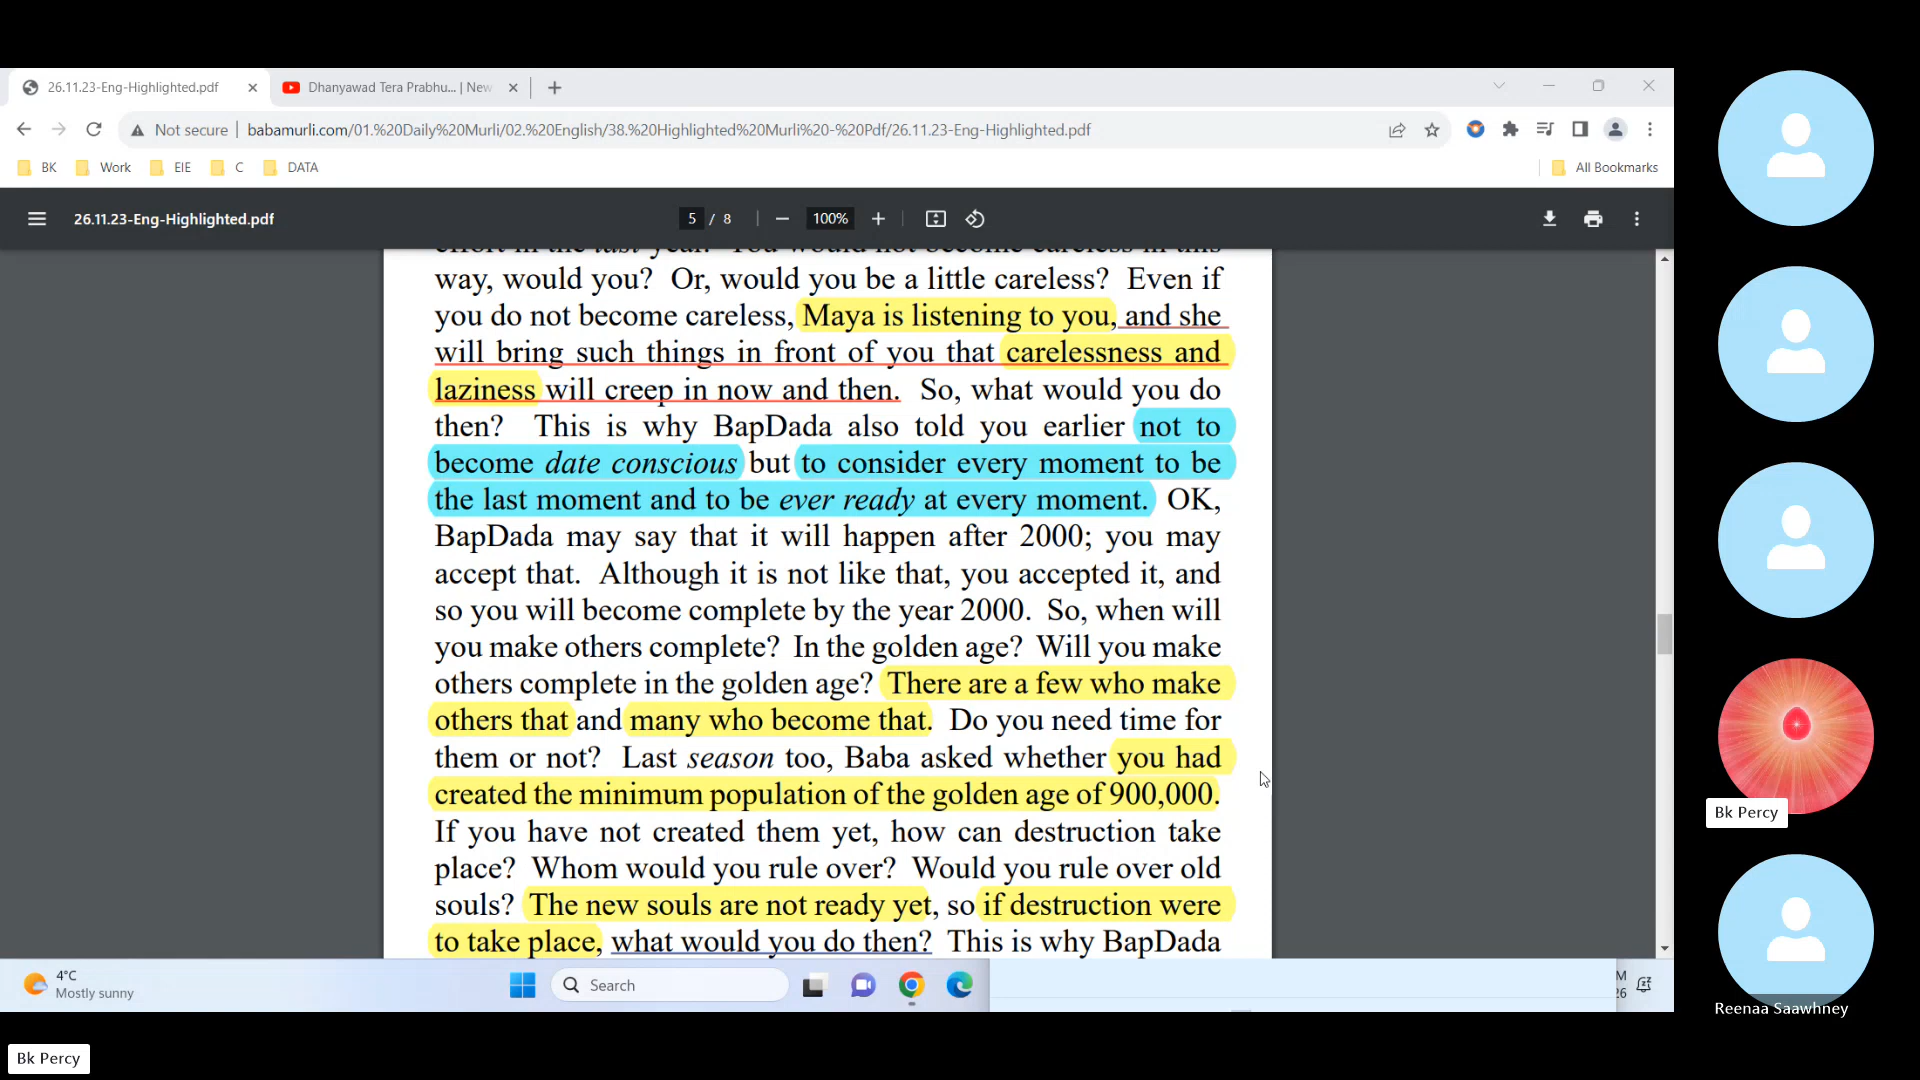 26.11.23-Eng-Highlighted.pdf
Dhanyawad Tera Prabhu... | New
Not secure
babamurli.com/01.%20Daily%20Murli/02.%20English/38.%20Highlighted%20Murli%20-%20Pdf/26.11.23-Eng-Highlighted.pdf
BK
Work
EIE
C
DATA
All Bookmarks
26.11.23-Eng-Highlighted.pdf
5 / 8
100%
effort in the last year. You would not become careless in this
way, would you? Or, would you be a little careless? Even if
you do not become careless, Maya is listening to you, and she
will bring such things in front of you that carelessness and
laziness will creep in now and then. So, what would you do
then? This is why BapDada also told you earlier not to
become date conscious but to consider every moment to be
the last moment and to be ever ready at every moment. OK,
BapDada may say that it will happen after 2000; you may
accept that. Although it is not like that, you accepted it, and
so you will become complete by the year 2000. So, when will
you make others complete? In the golden age? Will you make
others complete in the golden age? There are a few who make
others that and many who become that. Do you need time for
them or not? Last season too, Baba asked whether you had
created the minimum population of the golden age of 900,000.
If you have not created them yet, how can destruction take
place? Whom would you rule over? Would you rule over old
souls? The new souls are not ready yet, so if destruction were
to take place, what would you do then? This is why BapDada
4°C
Mostly sunny
Search
M
26
Bk Percy
Reenaa Saawhney
Bk Percy